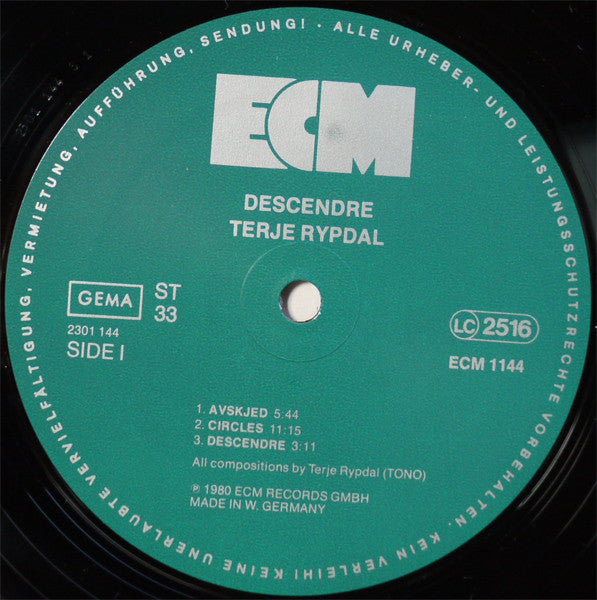 ALLE URHEBER- UND LEISTUNGSSCHUTZRECHTE VORBEHALTEN · KEIN VERLEIH! KEINE UNERLAUBTE VERVIELFÄLTIGUNG, VERMIETUNG, AUFFÜHRUNG, SENDUNG! ·
ECM
DESCENDRE
TERJE RYPDAL
GEMA
ST
33
2301 144
SIDE I
LC 2516
ECM 1144
1. AVSKJED 5:44
2. CIRCLES 11:15
3. DESCENDRE 3:11
All compositions by Terje Rypdal (TONO)
℗ 1980 ECM RECORDS GMBH
MADE IN W. GERMANY